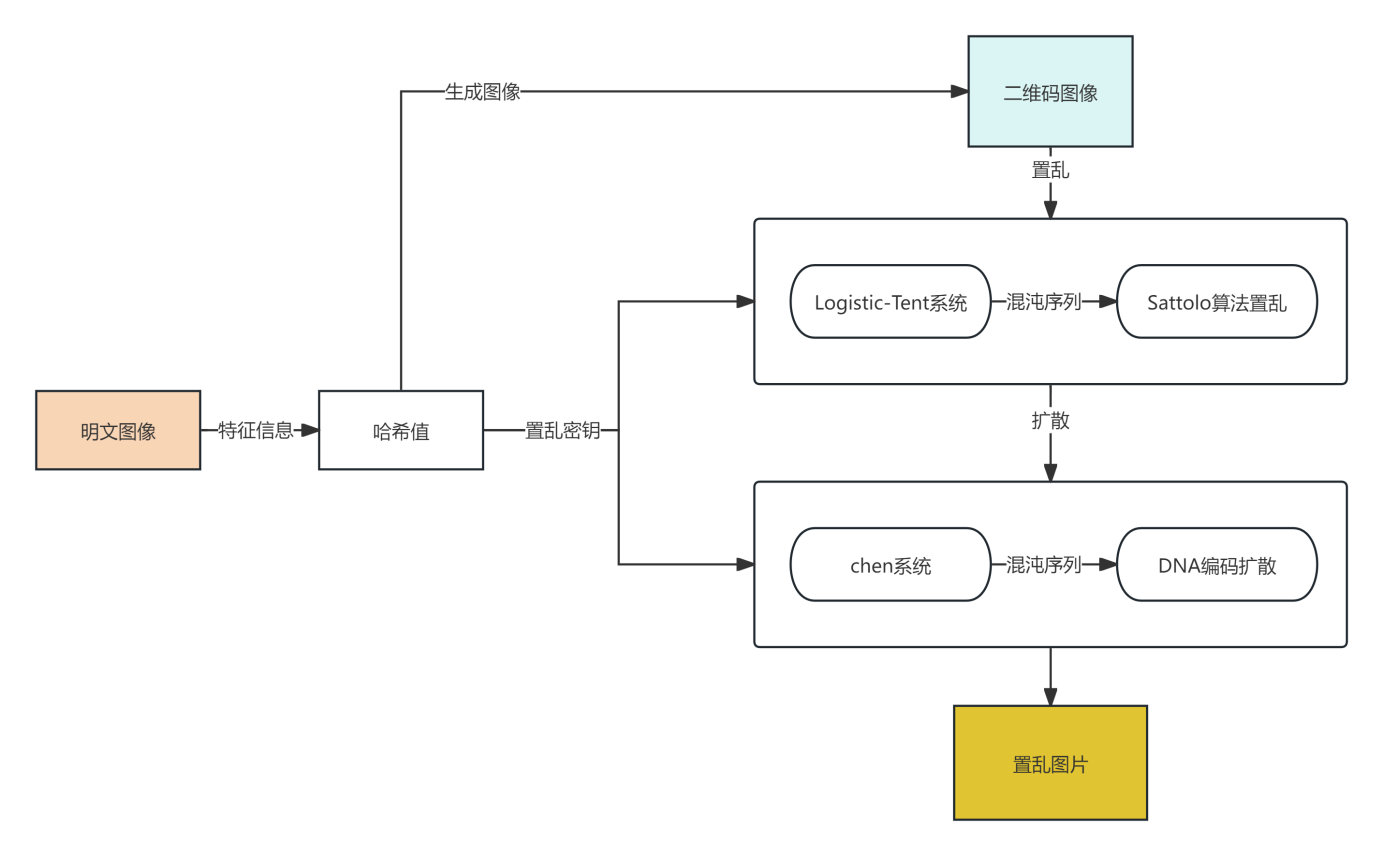 生成图像
二维码图像
置乱
Logistic-Tent系统
混沌序列
Sattolo算法置乱
明文图像
特征信息
哈希值
置乱密钥
扩散
chen系统
混沌序列
DNA编码扩散
置乱图片